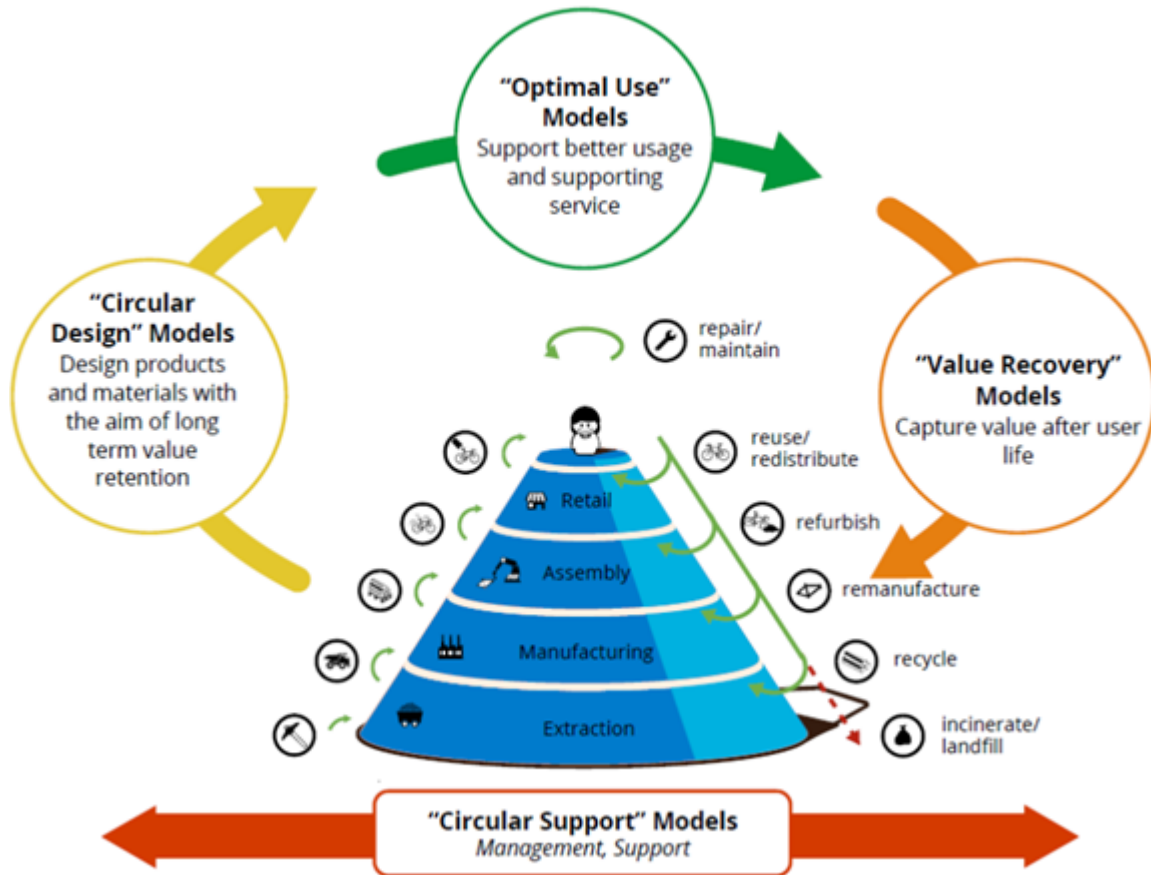 “Optimal Use”
Models
Support better usage
and supporting
service
“Circular
Design” Models
Design products
and materials with
the aim of long
term value
retention
“Value Recovery”
Models
Capture value after user
life
repair/
maintain
reuse/
redistribute
refurbish
remanufacture
recycle
incinerate/
landfill
Retail
Assembly
Manufacturing
Extraction
“Circular Support” Models
Management, Support